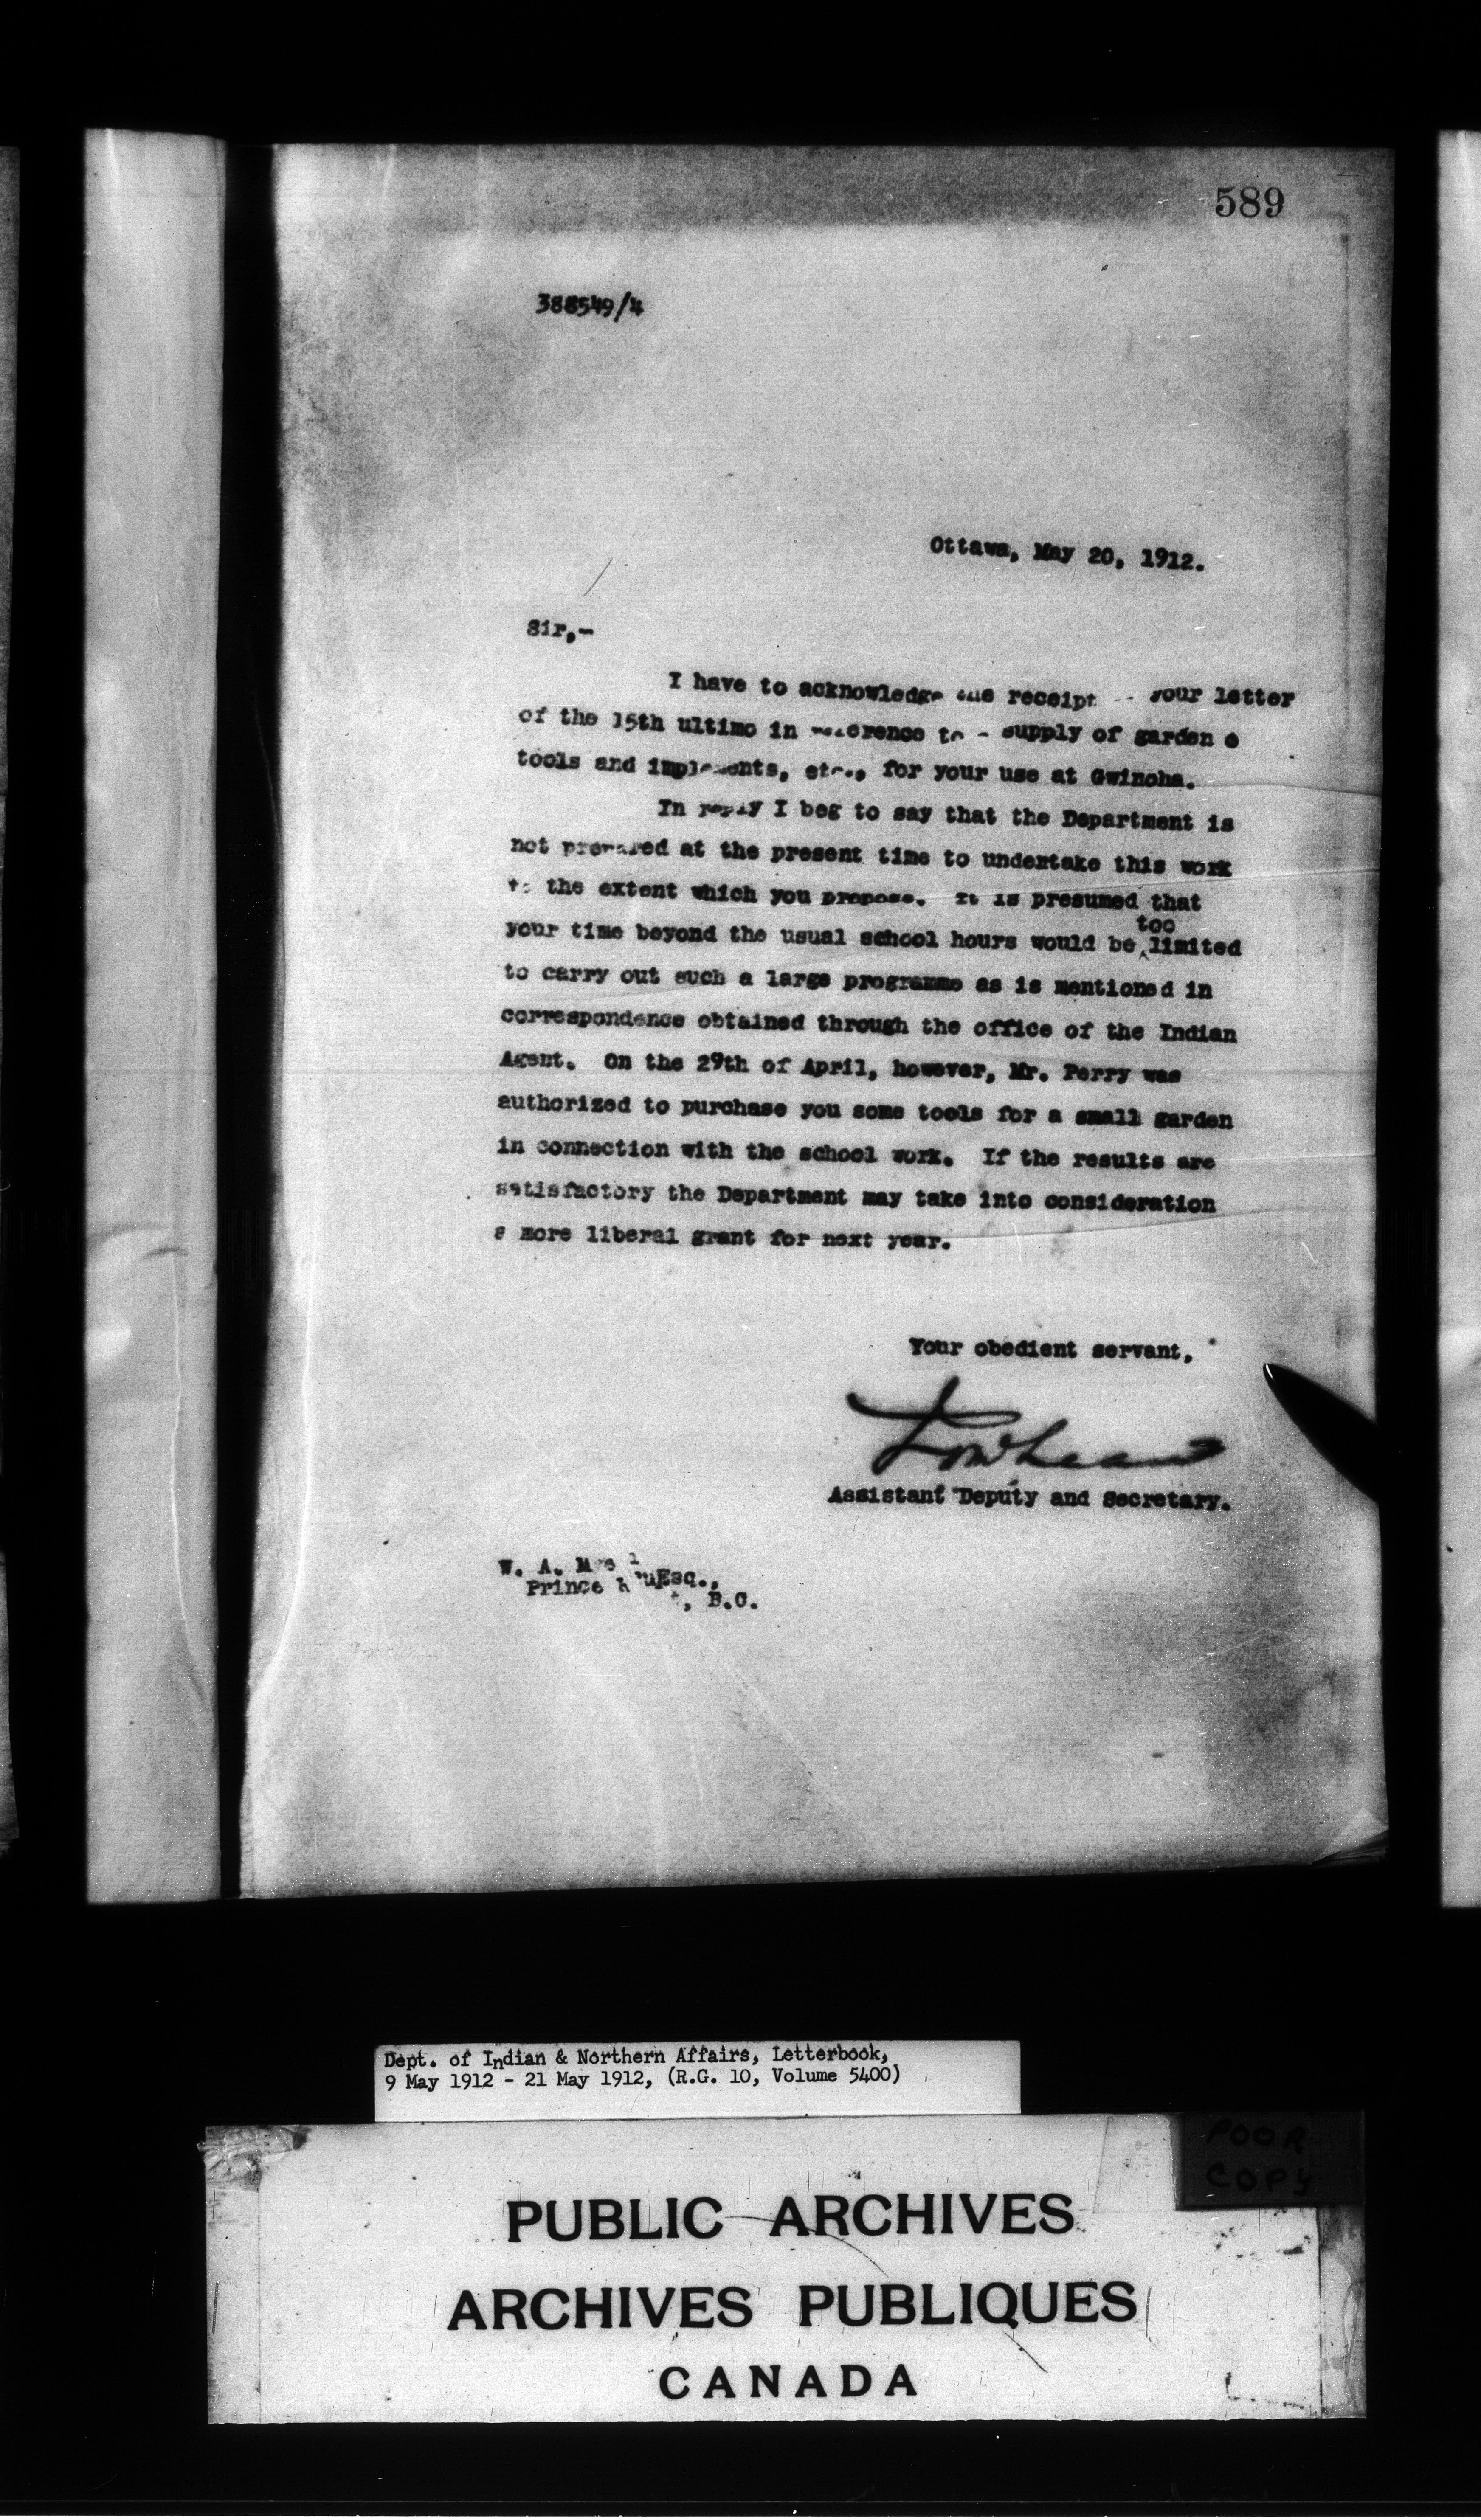 589
388549/4
Ottawa, May 20, 1912.
Sir,-
I have to acknowledge the receipt your letter
of the 15th ultimo in reference to supply of garden
tools and implements, etc., for your use at Gwinoha.
In reply I beg to say that the Department is
not prepared at the present time to undertake this work
to the extent which you propose. It is presumed that
too
your time beyond the usual school hours would be limited
to carry out such a large programme as is mentioned in
correspondence obtained through the office of the Indian
Agent. On the 29th of April, however, Mr. Perry was
authorized to purchase you some tools for a small garden
in connection with the school work. If the results are
satisfactory the Department may take into consideration
a more liberal grant for next year.
Your obedient servant,
Assistant Deputy and Secretary.
W. A. Esq.,
Prince , B.C.
Dept. of Indian & Northern Affairs, Letterbook,
9 May 1912 - 21 May 1912, (R.G. 10, Volume 5400)
POOR
COPY
PUBLIC ARCHIVES
ARCHIVES PUBLIQUES
CANADA